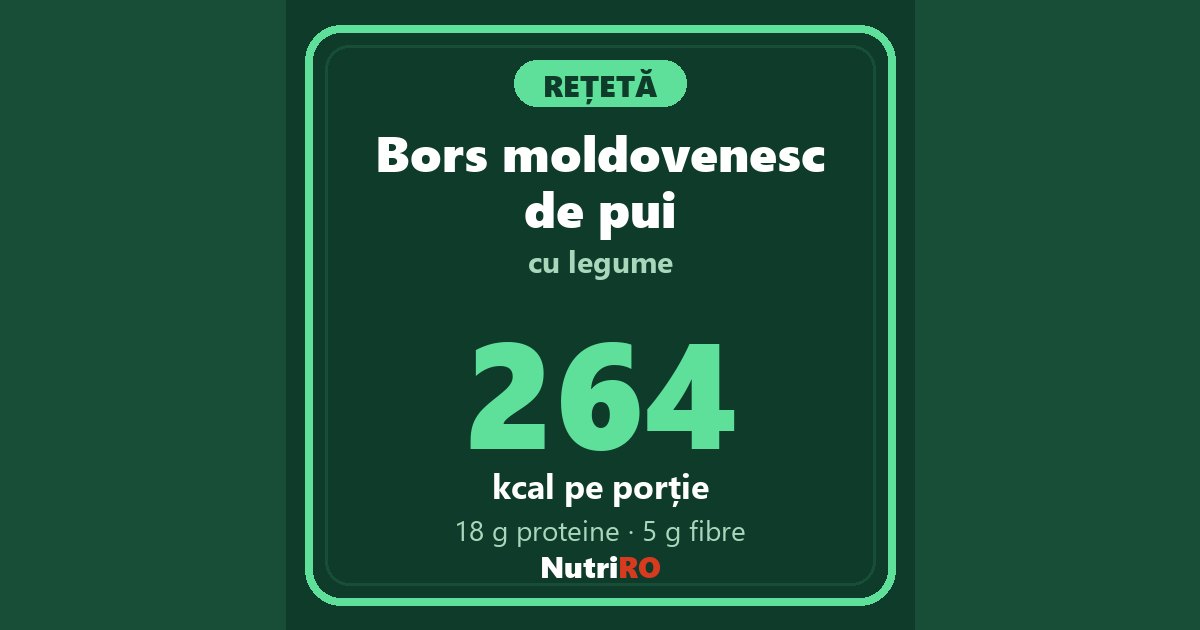 REȚETĂ
Bors moldovenesc
de pui
cu legume
264
kcal pe porție
18 g proteine · 5 g fibre
NutriRO